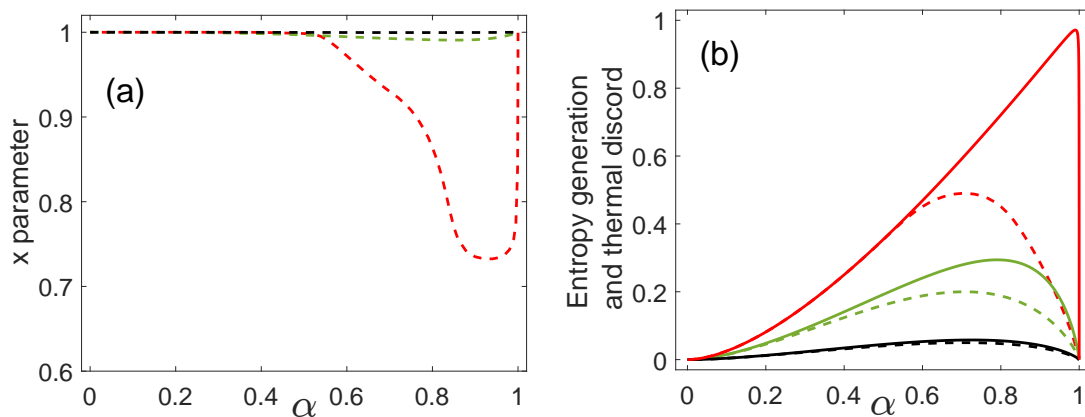 (a)
x parameter
1
0.9
0.8
0.7
0.6
0 0.2 0.4 0.6 0.8 1
α
(b)
Entropy generation
and thermal discord
1
0.8
0.6
0.4
0.2
0
0 0.2 0.4 0.6 0.8 1
α